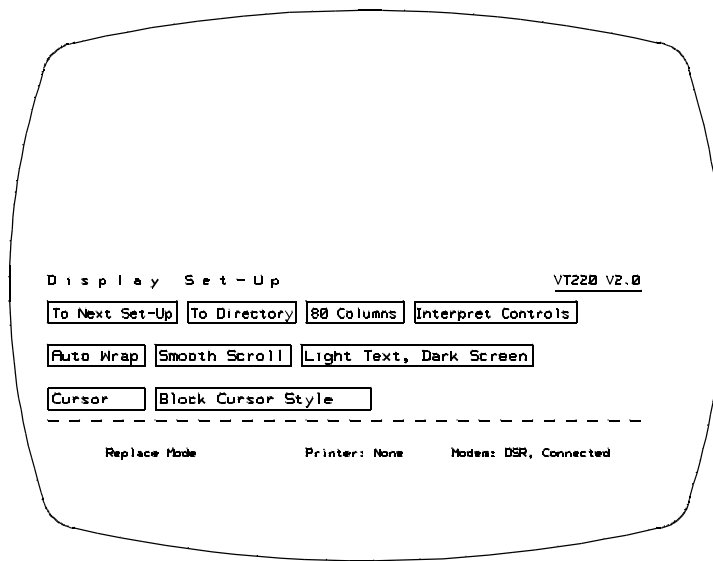 Display Set-Up VT220 V2.0
To Next Set-Up To Directory 80 Columns Interpret Controls
Auto Wrap Smooth Scroll Light Text, Dark Screen
Cursor Block Cursor Style
Replace Mode Printer: None Modem: DSR, Connected